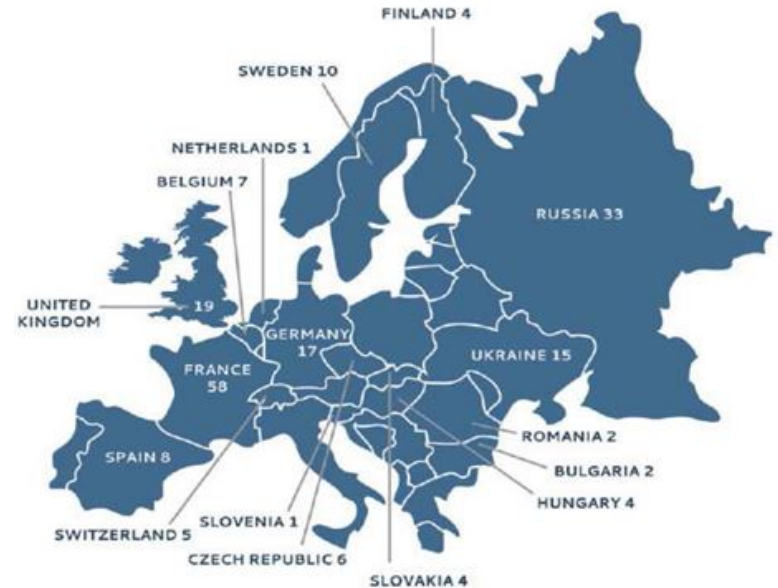 FINLAND 4
SWEDEN 10
NETHERLANDS 1
BELGIUM 7
RUSSIA 33
UNITED
KINGDOM
19
GERMANY
17
UKRAINE 15
FRANCE
58
ROMANIA 2
SPAIN 8
BULGARIA 2
HUNGARY 4
SLOVENIA 1
SWITZERLAND 5
CZECH REPUBLIC 6
SLOVAKIA 4